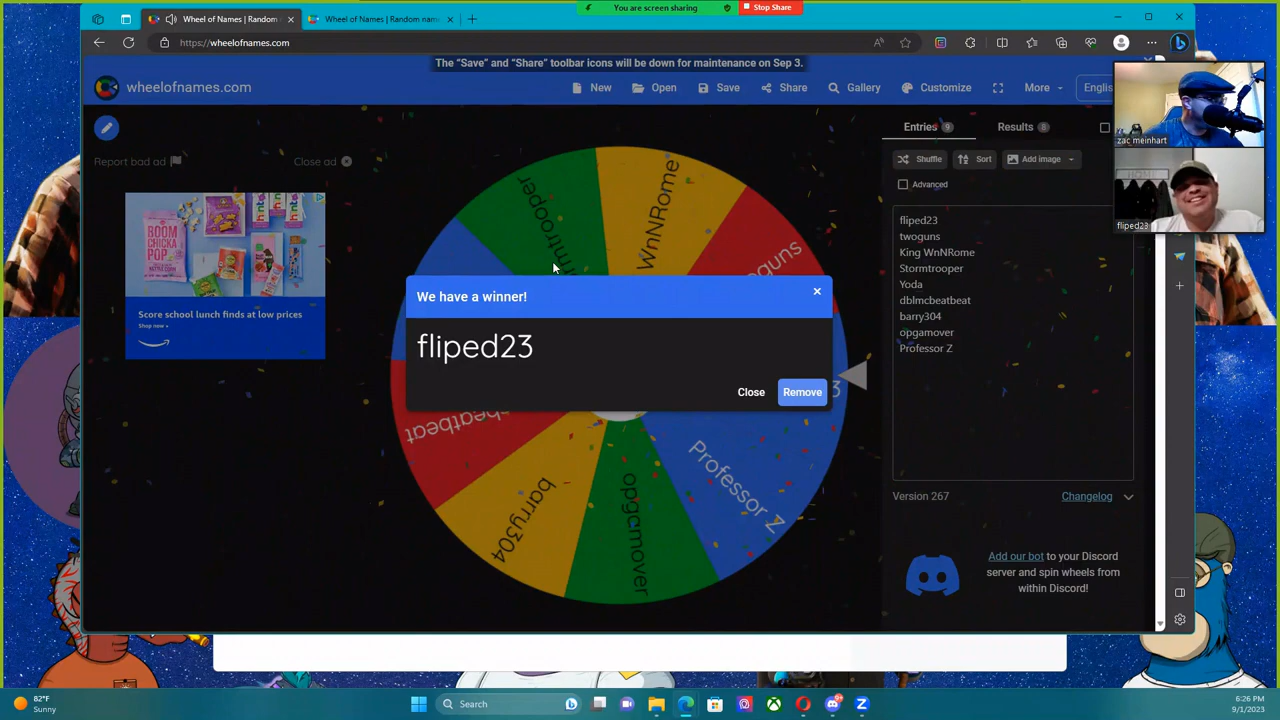 You are screen sharing
Stop Share
Wheel of Names | Random
Wheel of Names | Random nam
https://wheelofnames.com
The “Save” and “Share” toolbar icons will be down for maintenance on Sep 3.
wheelofnames.com
New
Open
Save
Share
Gallery
Customize
More
Englis
zac meinhart
fliped23
Report bad ad
Close ad
BOOM CHICKA POP
Score school lunch finds at low prices
Shop now »
WnNRome
oguns
Professor Z
opgamover
barry304
beatbeat
mtrooper
We have a winner!
fliped23
Close
Remove
Entries 9
Results 8
Shuffle
Sort
Add image
Advanced
fliped23
twoguns
King WnNRome
Stormtrooper
Yoda
dblmcbeatbeat
barry304
opgamover
Professor Z
Version 267
Changelog
Add our bot to your Discord
server and spin wheels from
within Discord!
82°F
Sunny
Search
6:26 PM
9/1/2023